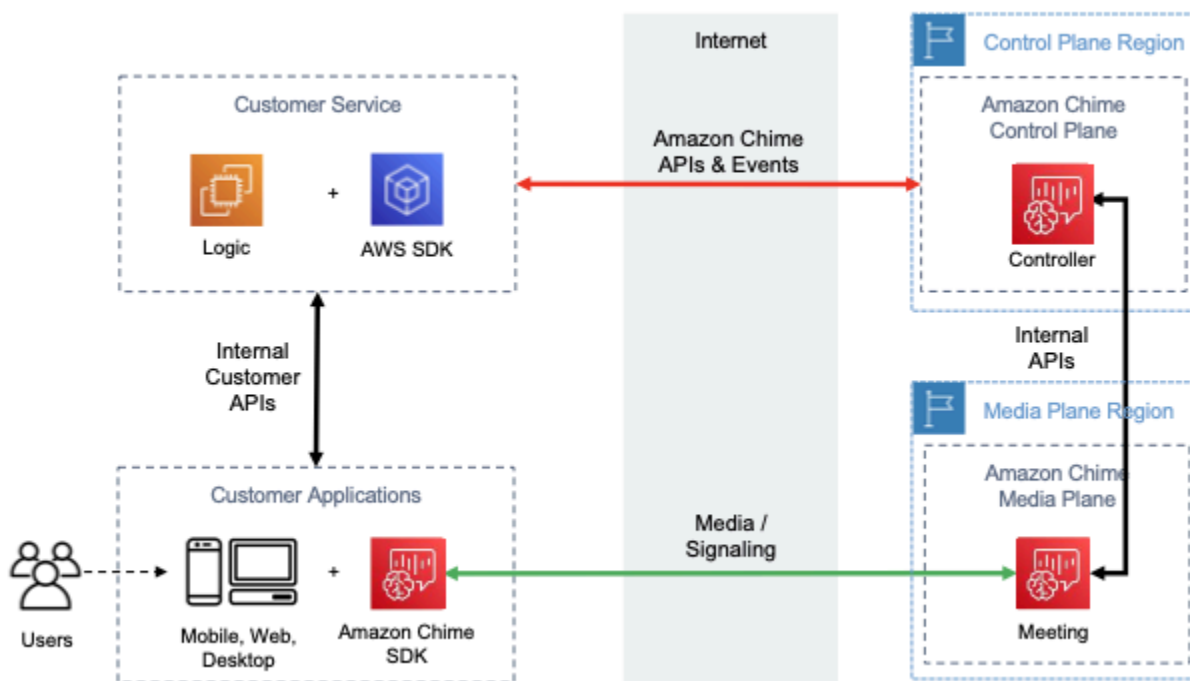 Internet
Control Plane Region
Customer Service
Amazon Chime
Control Plane
Amazon Chime
APIs & Events
+
Logic
AWS SDK
Controller
Internal
Customer
APIs
Internal
APIs
Media Plane Region
Customer Applications
Amazon Chime
Media Plane
Media /
Signaling
+
Users
Mobile, Web,
Desktop
Amazon Chime
SDK
Meeting